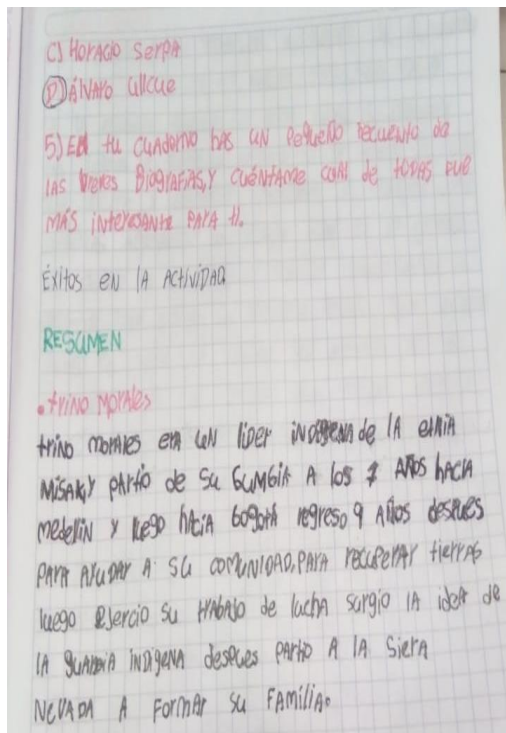 C) Horacio Serpa
D) Álvaro Ulcue
5) En tu cuaderno has un pequeño recuento de
las Breves Biografías, y cuéntame cual de todas fue
más interesante para ti.
Éxitos en la actividad
RESUMEN
• trino Morales
trino morales era un lider indigena de la etnia
Misak, y partio de su Gumbia a los 7 Años hacia
medellin y luego hacia bogota regreso 9 Años despues
para Ayudar a su comunidad, para recuperar tierras
luego Ejercio su trabajo de lucha surgio la idea de
la guardia indigena despues partio a la Siera
Nevada a Formar su Familia.